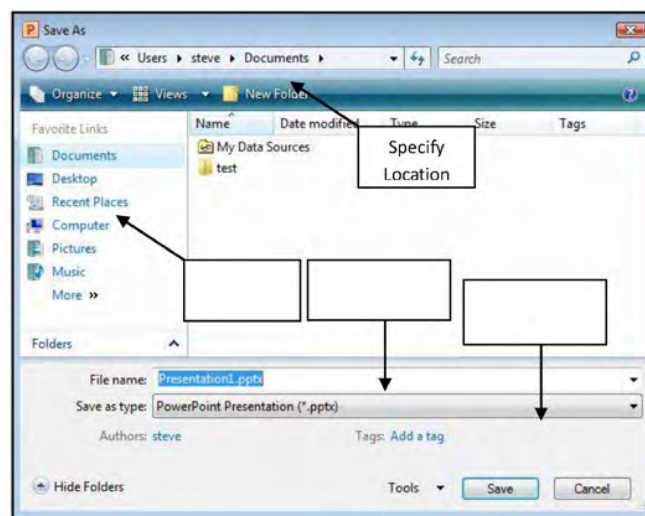 Save As
« Users ▸ steve ▸ Documents ▸ Search
Organize Views New Folder
Favorite Links
Name Date modified Type Size Tags
Documents
Desktop
Recent Places
Computer
Pictures
Music
More »
My Data Sources
test
Specify
Location
Folders
File name: Presentation1.pptx
Save as type: PowerPoint Presentation (*.pptx)
Authors: steve Tags: Add a tag
Hide Folders Tools Save Cancel